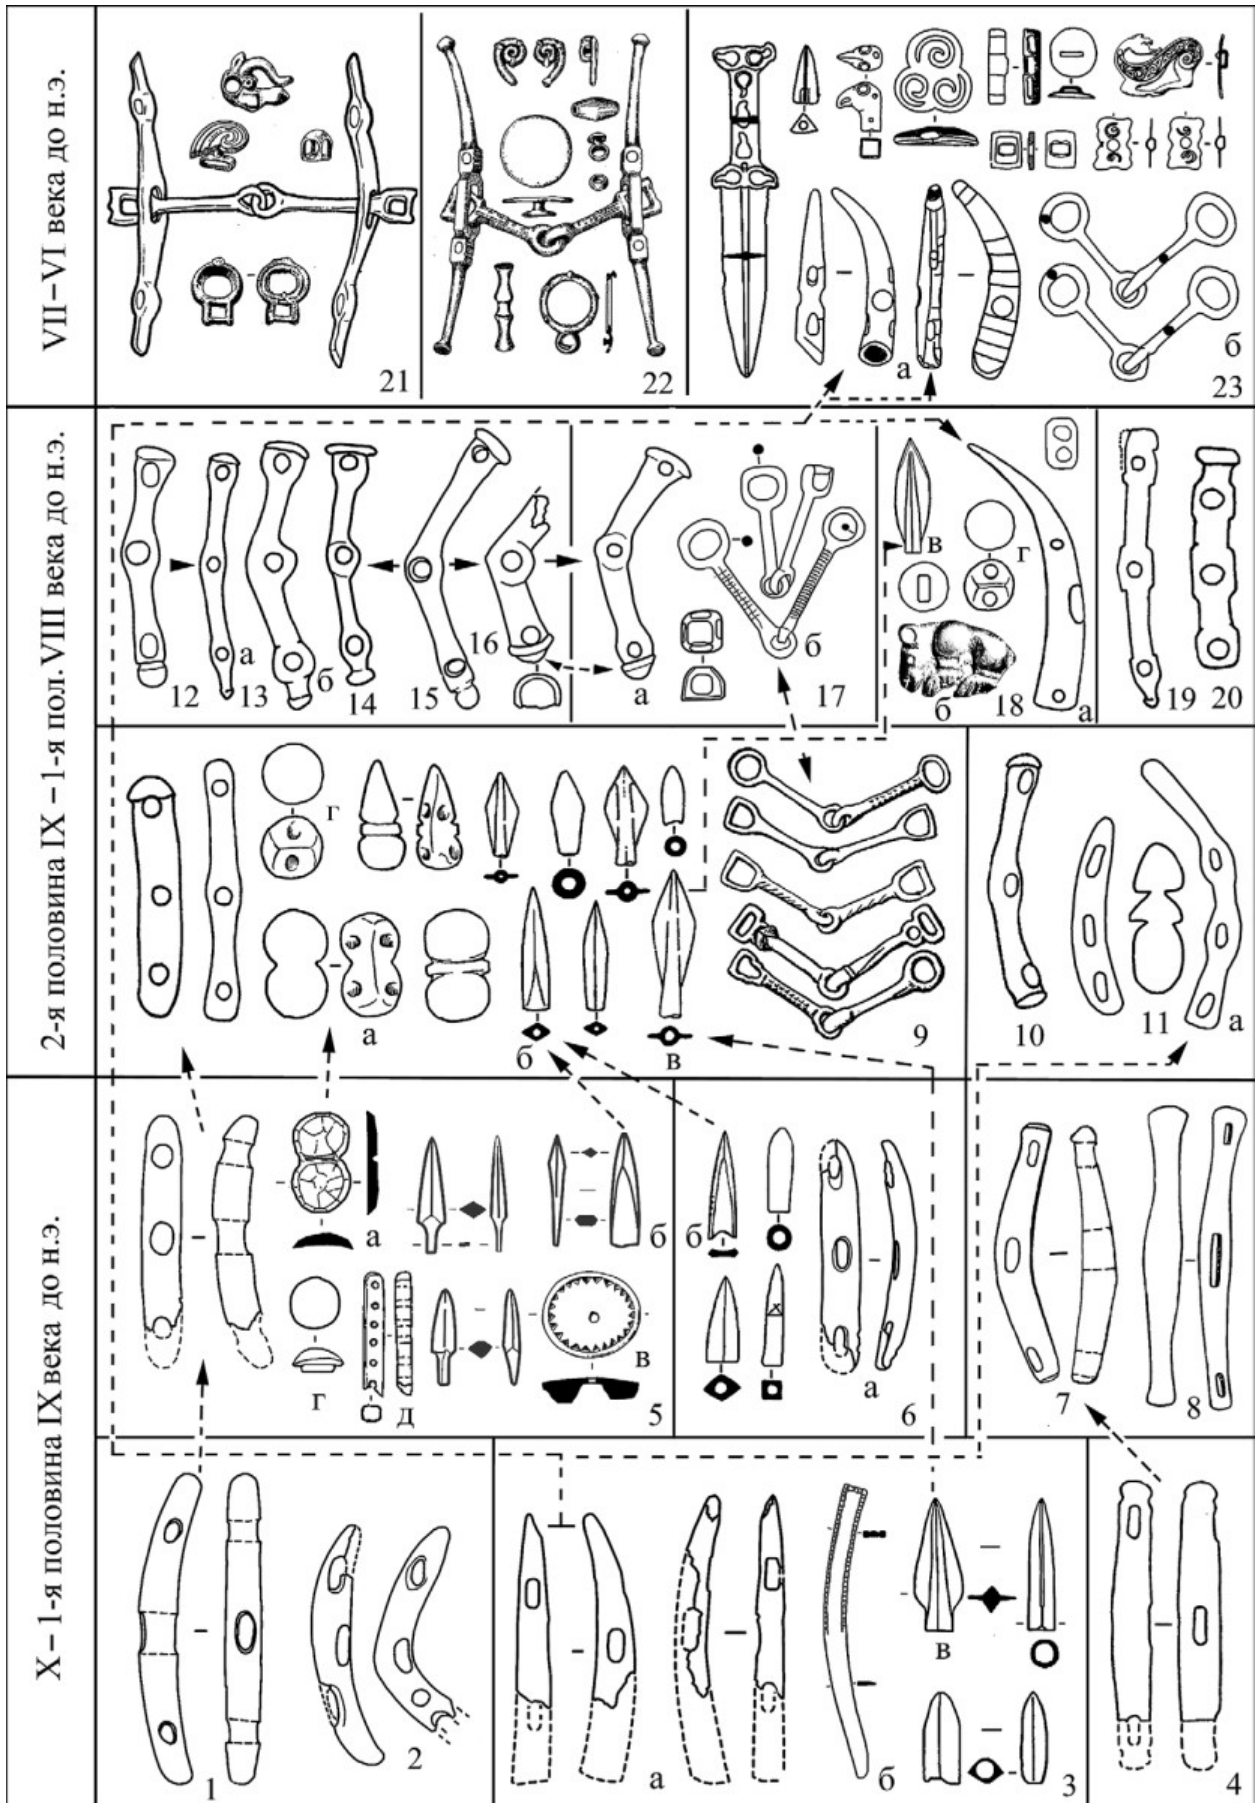 VII – VI века до н.э.
21
22
а
б
23
2-я половина IX – 1-я пол. VIII века до н.э.
12
а
13
б
14
15
16
а
б
17
в
г
б
18
а
19
20
г
а
б
в
9
10
11
а
X – 1-я половина IX века до н.э.
а
б
г
д
в
5
б
а
6
7
8
1
2
а
б
в
3
4